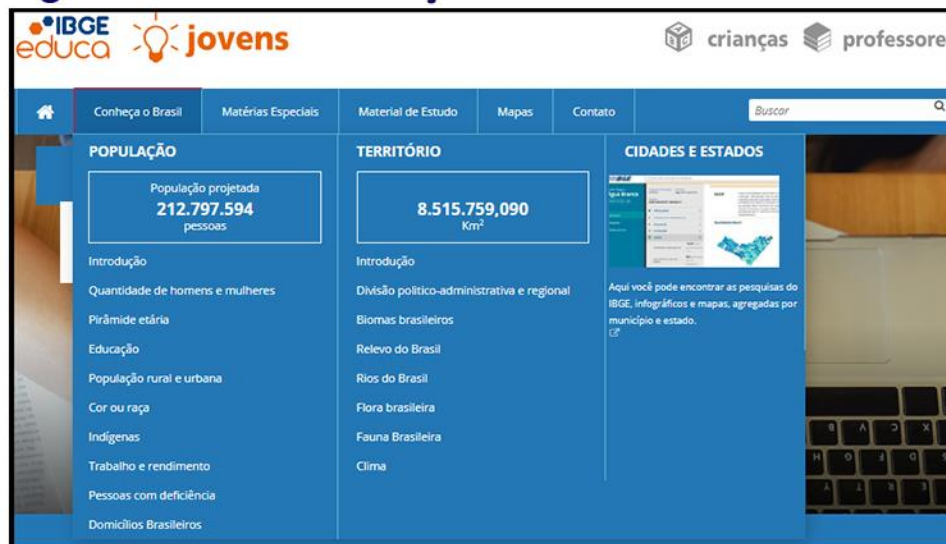 IBGE
educa
jovens
crianças
professore
Conheça o Brasil
Matérias Especiais
Material de Estudo
Mapas
Contato
Buscar
POPULAÇÃO
População projetada
212.797.594
pessoas
Introdução
Quantidade de homens e mulheres
Pirâmide etária
Educação
População rural e urbana
Cor ou raça
Indígenas
Trabalho e rendimento
Pessoas com deficiência
Domicílios Brasileiros
TERRITÓRIO
8.515.759,090
Km²
Introdução
Divisão politico-administrativa e regional
Biomas brasileiros
Relevo do Brasil
Rios do Brasil
Flora brasileira
Fauna Brasileira
Clima
CIDADES E ESTADOS
Aqui você pode encontrar as pesquisas do
IBGE, infográficos e mapas, agregadas por
município e estado.